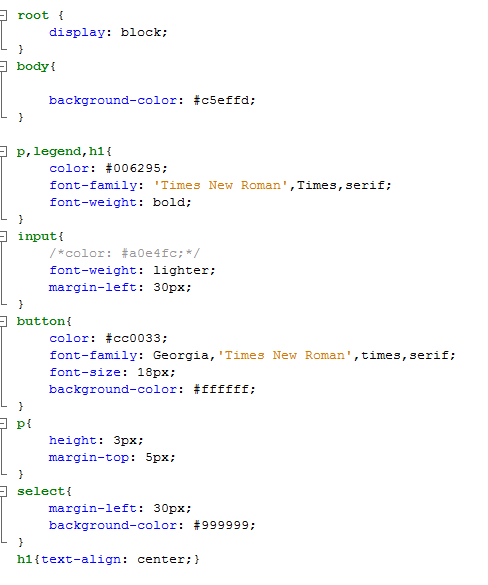 root {
    display: block;
}
body{

    background-color: #c5effd;
}

p,legend,h1{
    color: #006295;
    font-family: 'Times New Roman',Times,serif;
    font-weight: bold;
}
input{
    /*color: #a0e4fc;*/
    font-weight: lighter;
    margin-left: 30px;
}
button{
    color: #cc0033;
    font-family: Georgia,'Times New Roman',times,serif;
    font-size: 18px;
    background-color: #ffffff;
}
p{
    height: 3px;
    margin-top: 5px;
}
select{
    margin-left: 30px;
    background-color: #999999;
}
h1{text-align: center;}